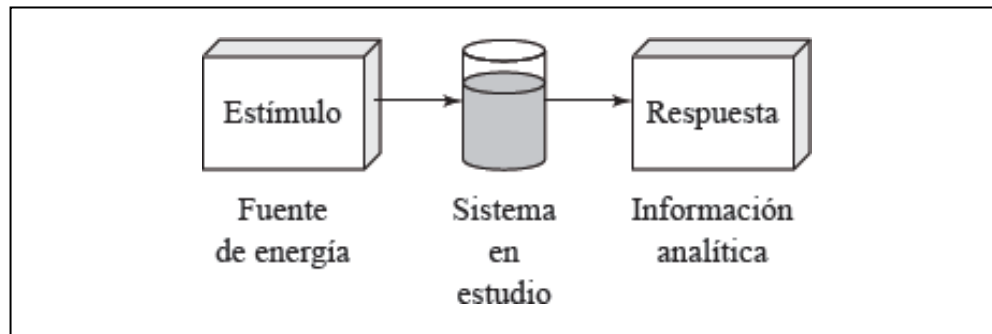 Estímulo
Respuesta
Fuente
de energía
Sistema
en
estudio
Información
analítica